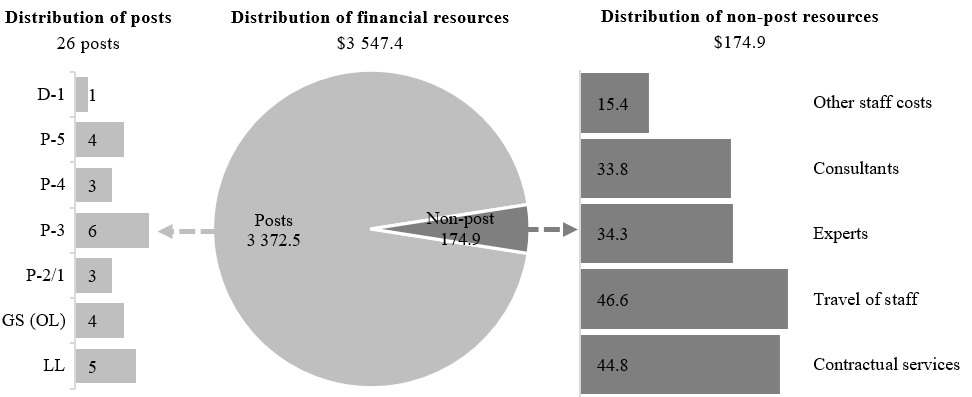 Distribution of posts
26 posts
D-1 1
P-5 4
P-4 3
P-3 6
P-2/1 3
GS (OL) 4
LL 5
Distribution of financial resources
$3 547.4
Posts
3 372.5
Non-post
174.9
Distribution of non-post resources
$174.9
15.4 Other staff costs
33.8 Consultants
34.3 Experts
46.6 Travel of staff
44.8 Contractual services